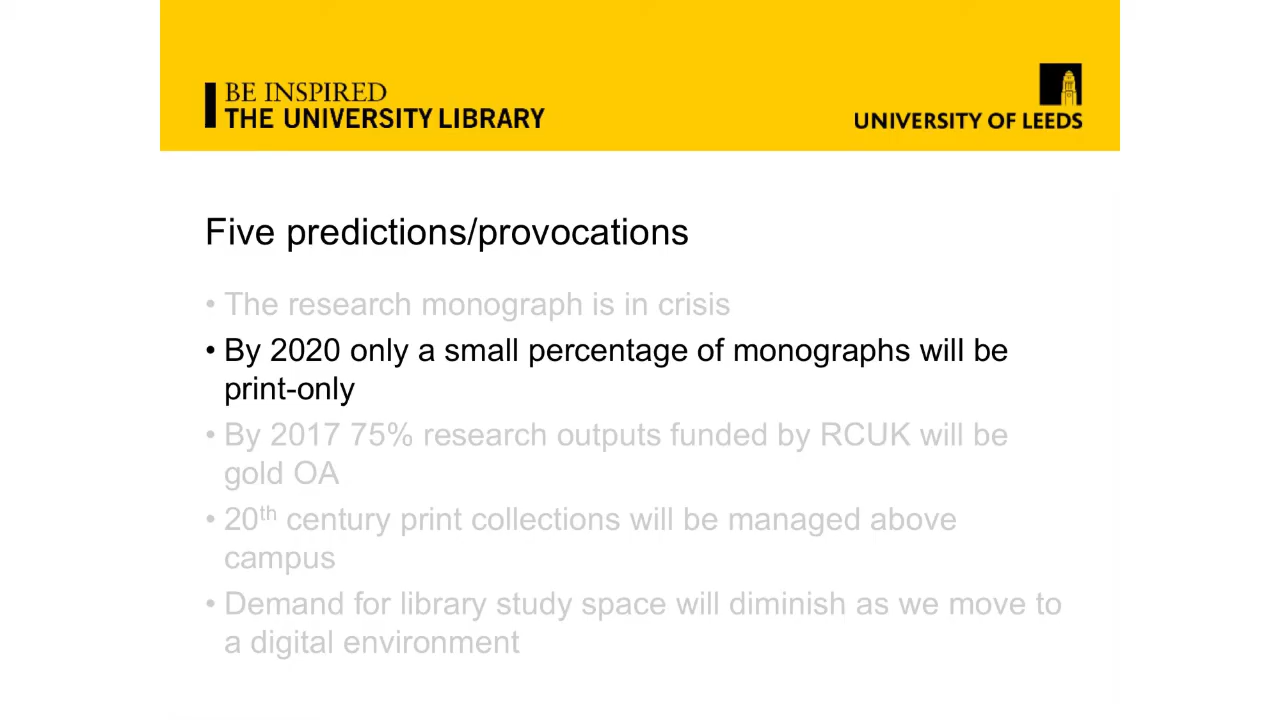 BE INSPIRED
THE UNIVERSITY LIBRARY
UNIVERSITY OF LEEDS
Five predictions/provocations
• The research monograph is in crisis
• By 2020 only a small percentage of monographs will be
print-only
• By 2017 75% research outputs funded by RCUK will be
gold OA
• 20th century print collections will be managed above
campus
• Demand for library study space will diminish as we move to
a digital environment